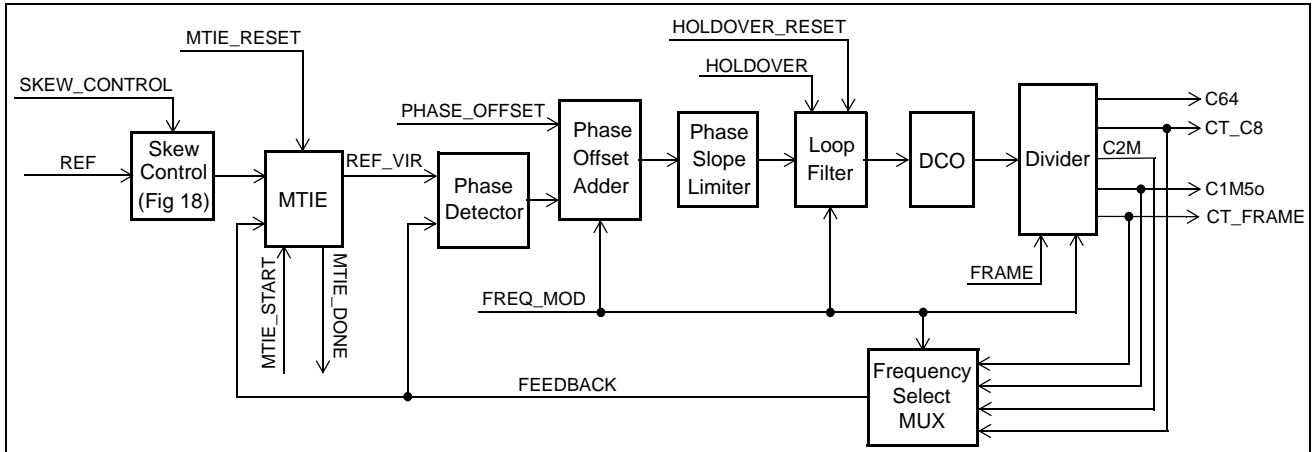 MTIE_RESET
HOLDOVER_RESET
HOLDOVER
SKEW_CONTROL
PHASE_OFFSET
REF
Skew
Control
(Fig 18)
MTIE
REF_VIR
Phase
Detector
Phase
Offset
Adder
Phase
Slope
Limiter
Loop
Filter
DCO
Divider
C64
CT_C8
C2M
C1M5o
CT_FRAME
MTIE_START
MTIE_DONE
FRAME
FREQ_MOD
FEEDBACK
Frequency
Select
MUX